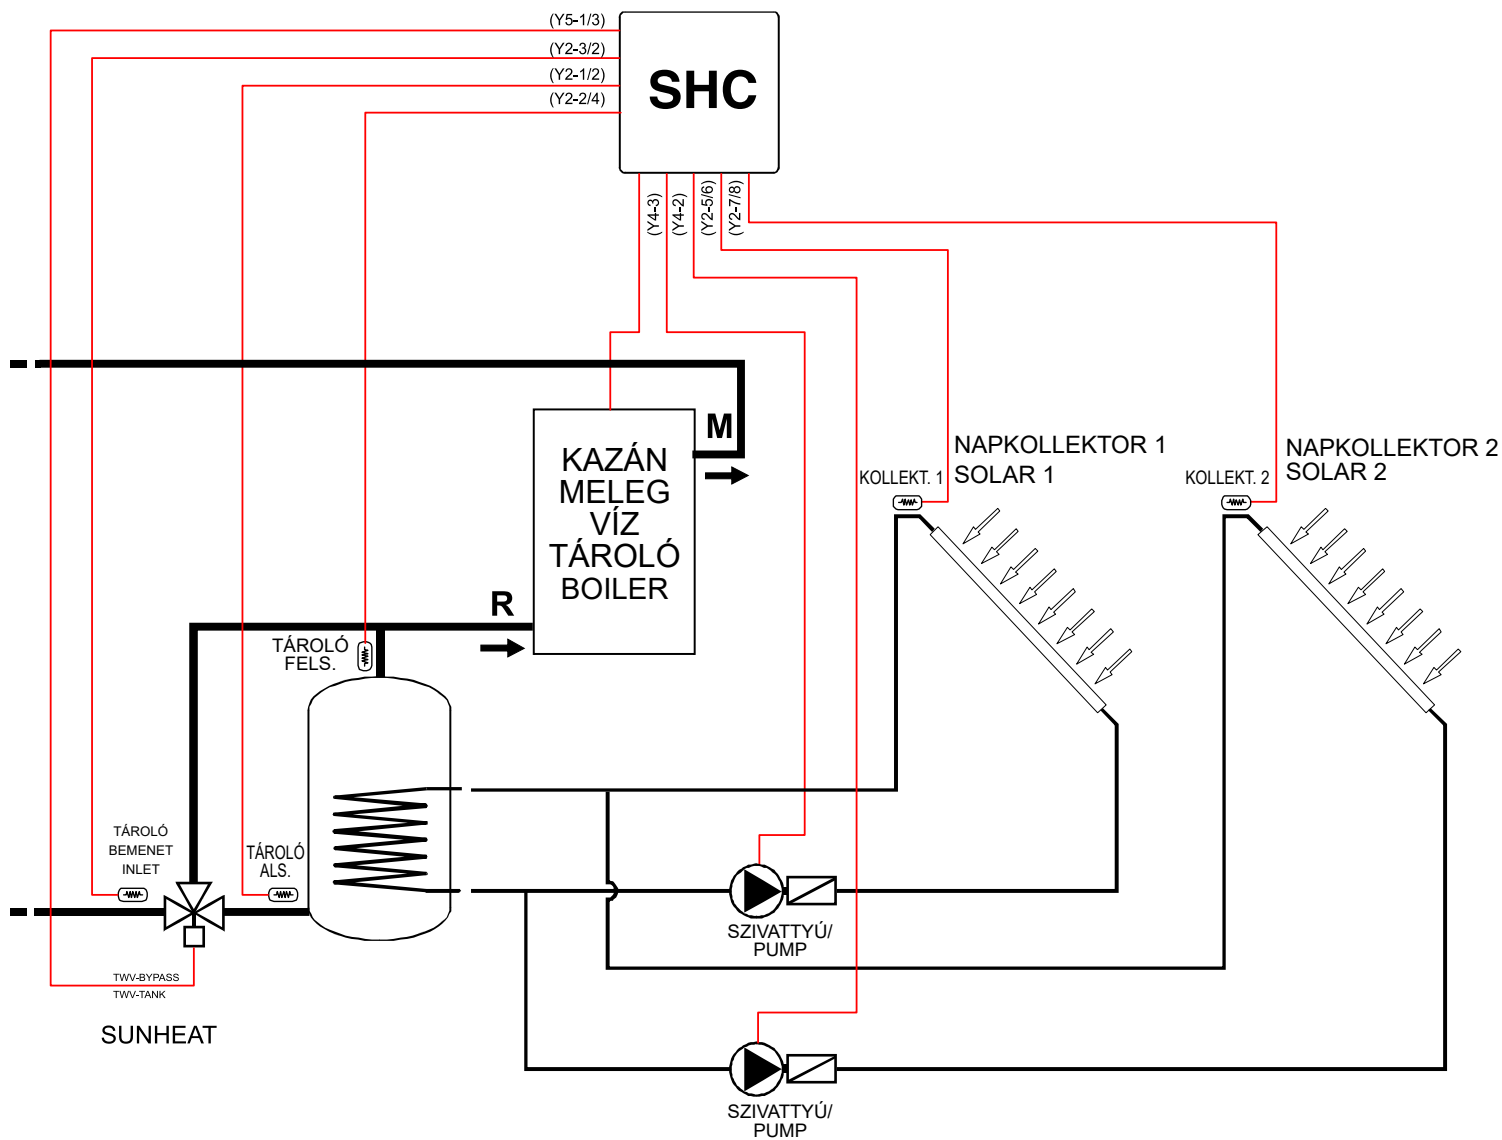 (Y5-1/3)
(Y2-3/2)
(Y2-1/2)
(Y2-2/4)
SHC
(Y4-3)
(Y4-2)
(Y2-5/6)
(Y2-7/8)
M
KAZÁN
MELEG
VÍZ
TÁROLÓ
BOILER
NAPKOLLEKTOR 1
SOLAR 1
KOLLEKT. 1
NAPKOLLEKTOR 2
SOLAR 2
KOLLEKT. 2
R
TÁROLÓ
FELS.
TÁROLÓ
BEMENET
INLET
TÁROLÓ
ALS.
SZIVATTYÚ/
PUMP
TWV-BYPASS
TWV-TANK
SUNHEAT
SZIVATTYÚ/
PUMP